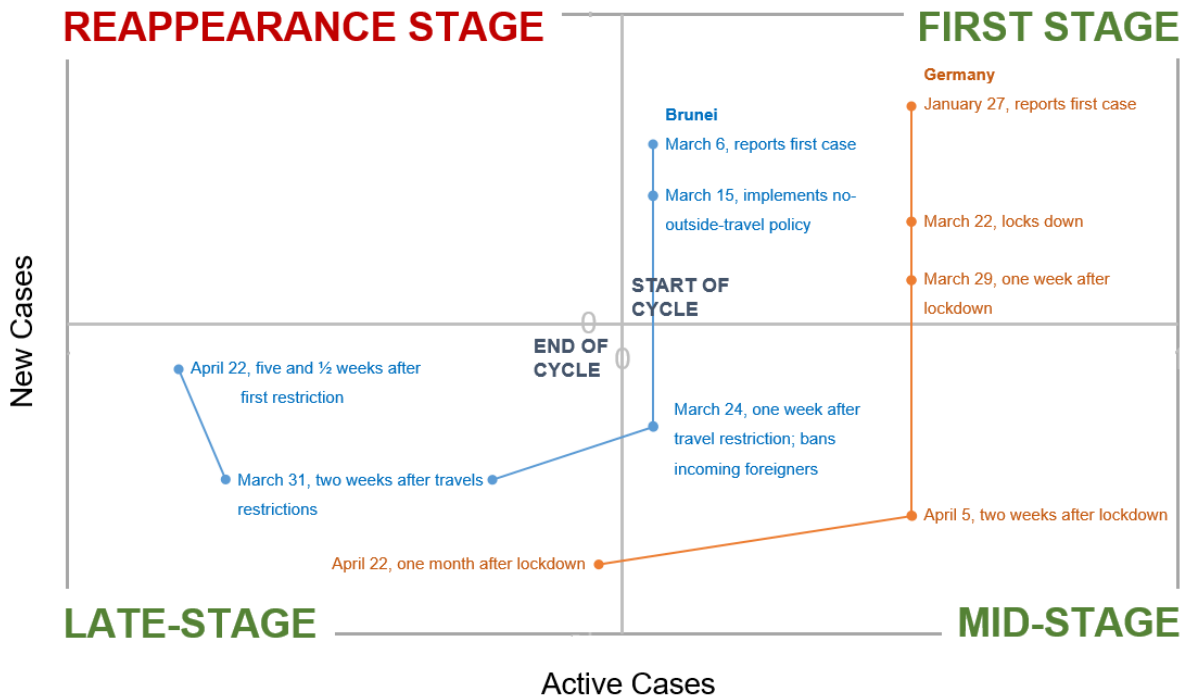 REAPPEARANCE STAGE
FIRST STAGE
Germany
January 27, reports first case
Brunei
March 6, reports first case
March 15, implements no-
outside-travel policy
March 22, locks down
March 29, one week after
lockdown
START OF
CYCLE
0
END OF
CYCLE
0
New Cases
April 22, five and ½ weeks after
first restriction
March 24, one week after
travel restriction; bans
incoming foreigners
March 31, two weeks after travels
restrictions
April 5, two weeks after lockdown
April 22, one month after lockdown
LATE-STAGE
MID-STAGE
Active Cases